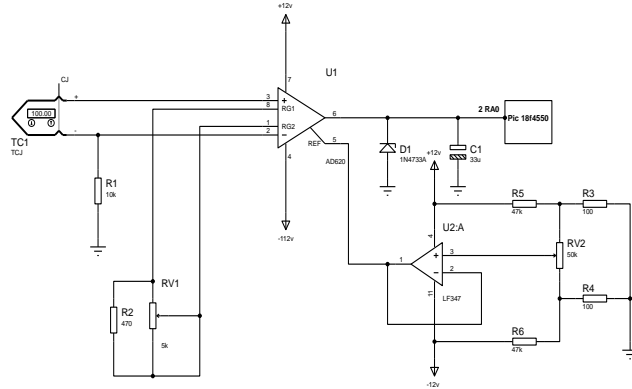 +12v
U1
CJ
+
3
8
1
2
7
+
RG1
RG2
−
6
5
REF
4
AD620
100.00
-
TC1
TCJ
2 RA0
Pic 18f4550
D1
1N4733A
C1
33u
+12v
R1
10k
-112v
R5
47k
R3
100
U2:A
4
1
+
3
−
2
RV2
50k
11
LF347
R4
100
RV1
R2
470
5k
R6
47k
-12v